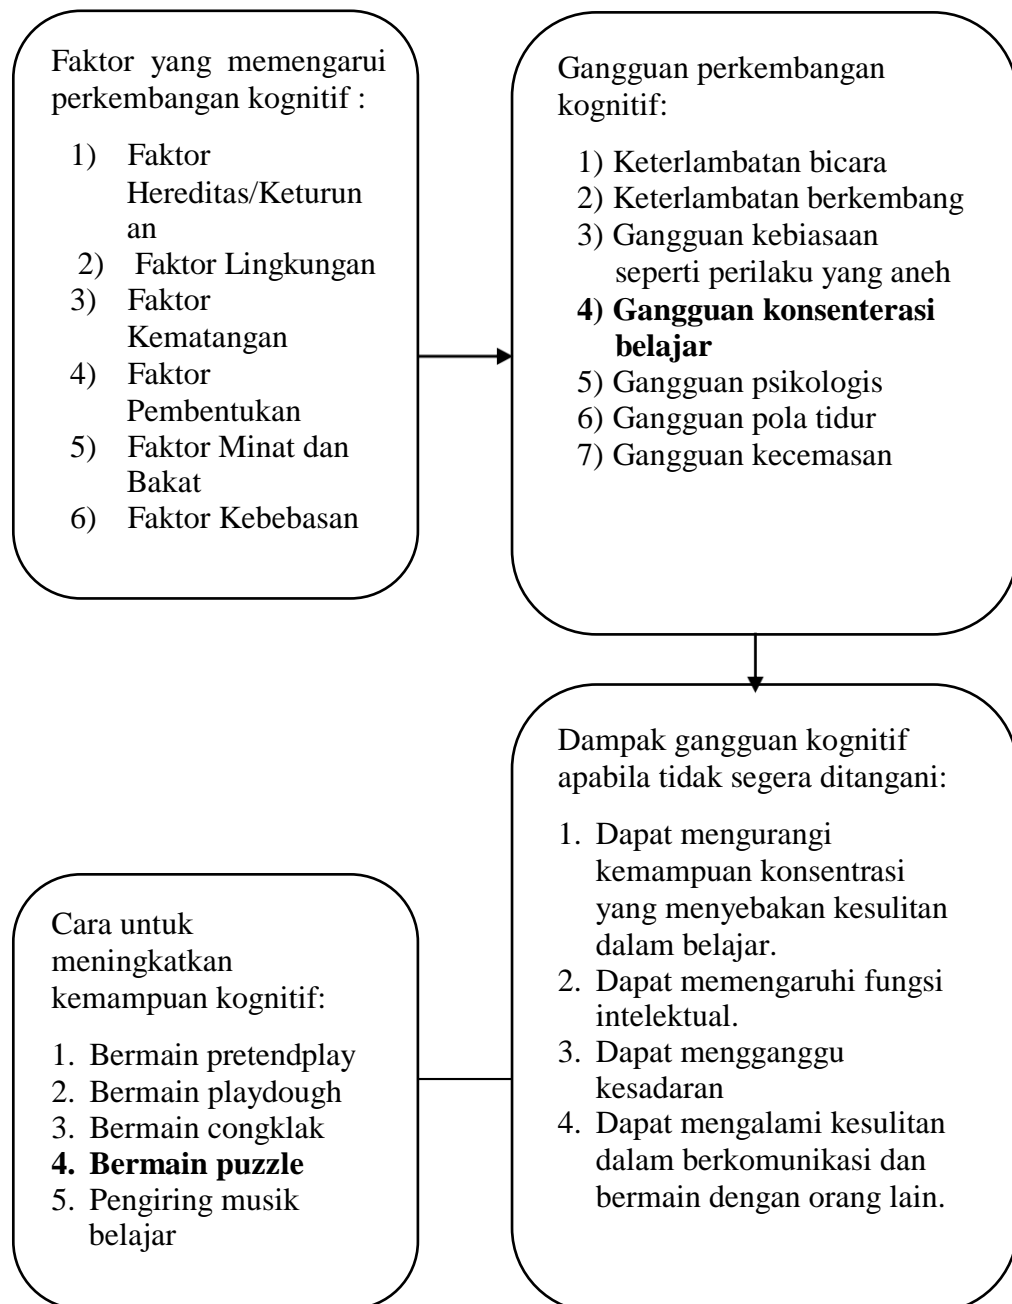 Faktor yang memengarui
perkembangan kognitif :
1) Faktor
Hereditas/Keturun
an
2) Faktor Lingkungan
3) Faktor
Kematangan
4) Faktor
Pembentukan
5) Faktor Minat dan
Bakat
6) Faktor Kebebasan
Gangguan perkembangan
kognitif:
1) Keterlambatan bicara
2) Keterlambatan berkembang
3) Gangguan kebiasaan
seperti perilaku yang aneh
4) Gangguan konsenterasi
belajar
5) Gangguan psikologis
6) Gangguan pola tidur
7) Gangguan kecemasan
Dampak gangguan kognitif
apabila tidak segera ditangani:
1. Dapat mengurangi
kemampuan konsentrasi
yang menyebakan kesulitan
dalam belajar.
2. Dapat memengaruhi fungsi
intelektual.
3. Dapat mengganggu
kesadaran
4. Dapat mengalami kesulitan
dalam berkomunikasi dan
bermain dengan orang lain.
Cara untuk
meningkatkan
kemampuan kognitif:
1. Bermain pretendplay
2. Bermain playdough
3. Bermain congklak
4. Bermain puzzle
5. Pengiring musik
belajar